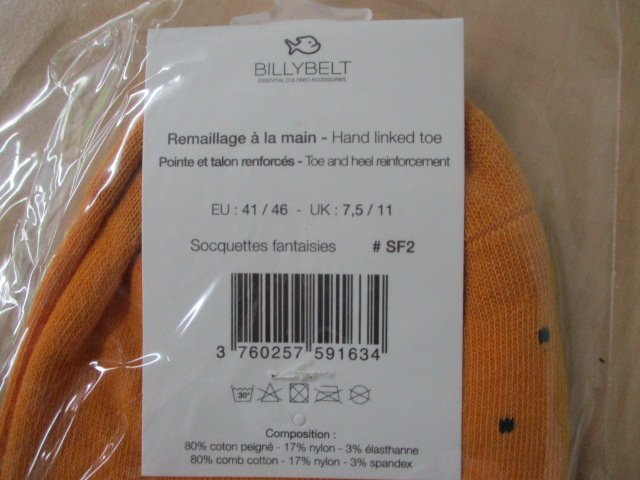 BILLYBELT
ESSENTIAL COLORED ACCESSORIES
Remaillage à la main - Hand linked toe
Pointe et talon renforcés - Toe and heel reinforcement
EU : 41 / 46 - UK : 7,5 / 11
Socquettes fantaisies # SF2
3 760257 591634
30°
Composition :
80% coton peigné - 17% nylon - 3% élasthanne
80% comb cotton - 17% nylon - 3% spandex